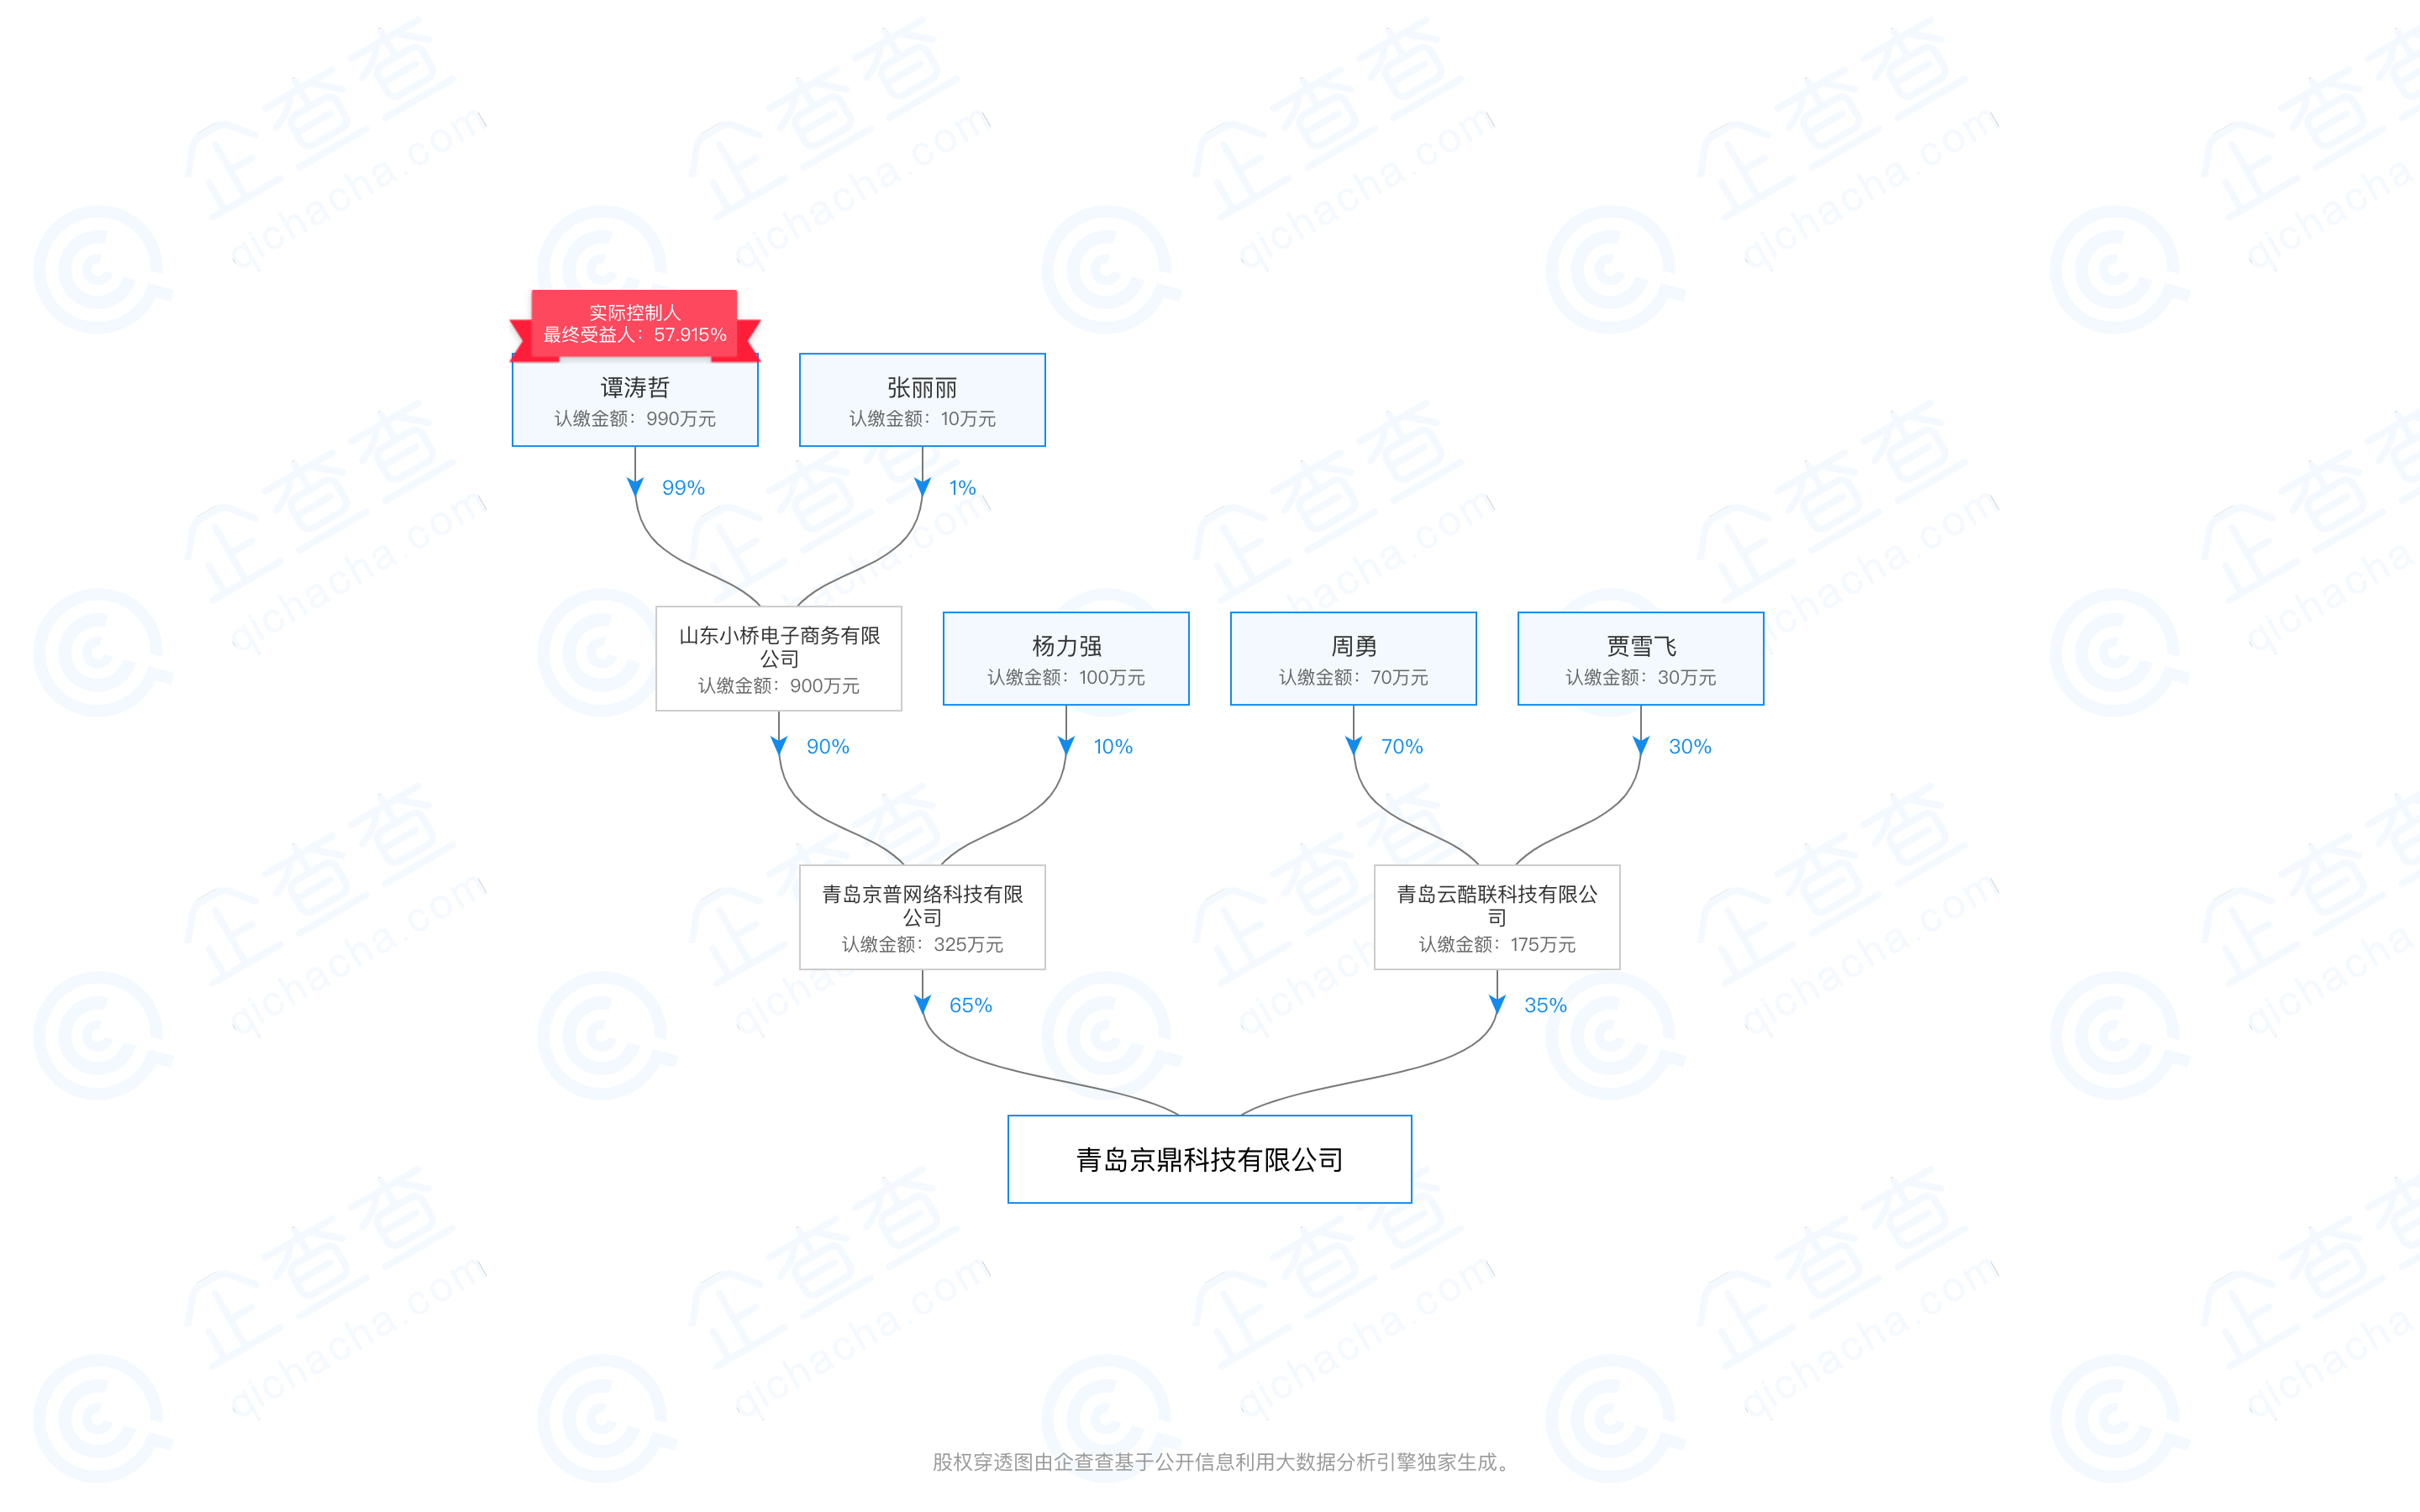 实际控制人
最终受益人：57.915%
谭涛哲
认缴金额：990万元
张丽丽
认缴金额：10万元
99%
1%
山东小桥电子商务有限
公司
认缴金额：900万元
杨力强
认缴金额：100万元
周勇
认缴金额：70万元
贾雪飞
认缴金额：30万元
90%
10%
70%
30%
青岛京普网络科技有限
公司
认缴金额：325万元
青岛云酷联科技有限公
司
认缴金额：175万元
65%
35%
青岛京鼎科技有限公司
股权穿透图由企查查基于公开信息利用大数据分析引擎独家生成。
企查查
qichacha.com